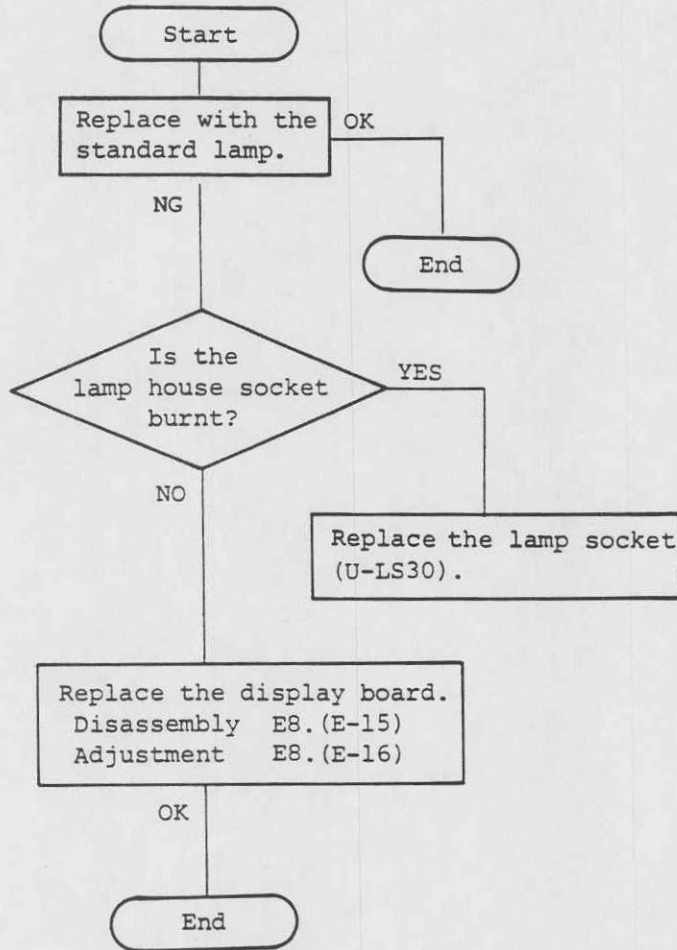 Start
Replace with the
standard lamp.
OK
NG
End
Is the
lamp house socket
burnt?
YES
NO
Replace the lamp socket
(U-LS30).
Replace the display board.
Disassembly E8.(E-15)
Adjustment E8.(E-16)
OK
End